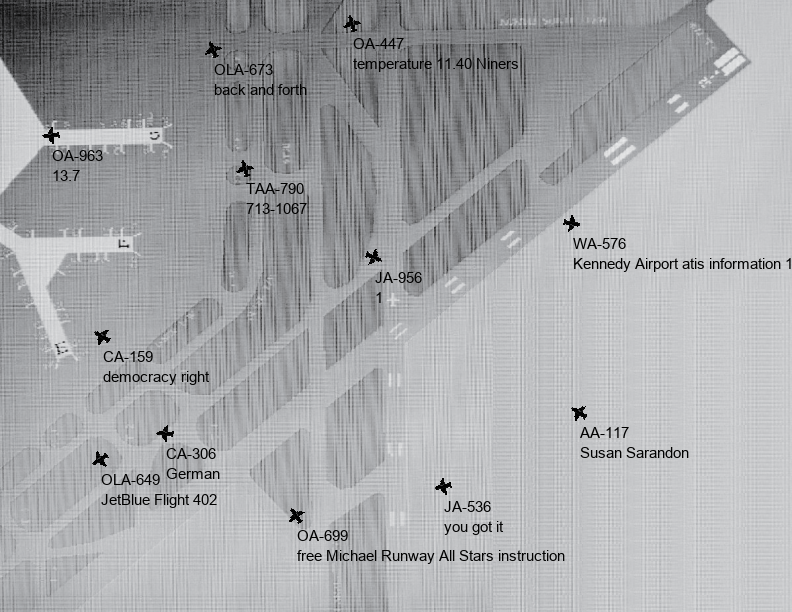 OA-447
temperature 11.40 Niners
OLA-673
back and forth
OA-963
13.7
TAA-790
713-1067
WA-576
Kennedy Airport atis information 1
JA-956
1
CA-159
democracy right
AA-117
Susan Sarandon
CA-306
German
OLA-649
JetBlue Flight 402
JA-536
you got it
OA-699
free Michael Runway All Stars instruction